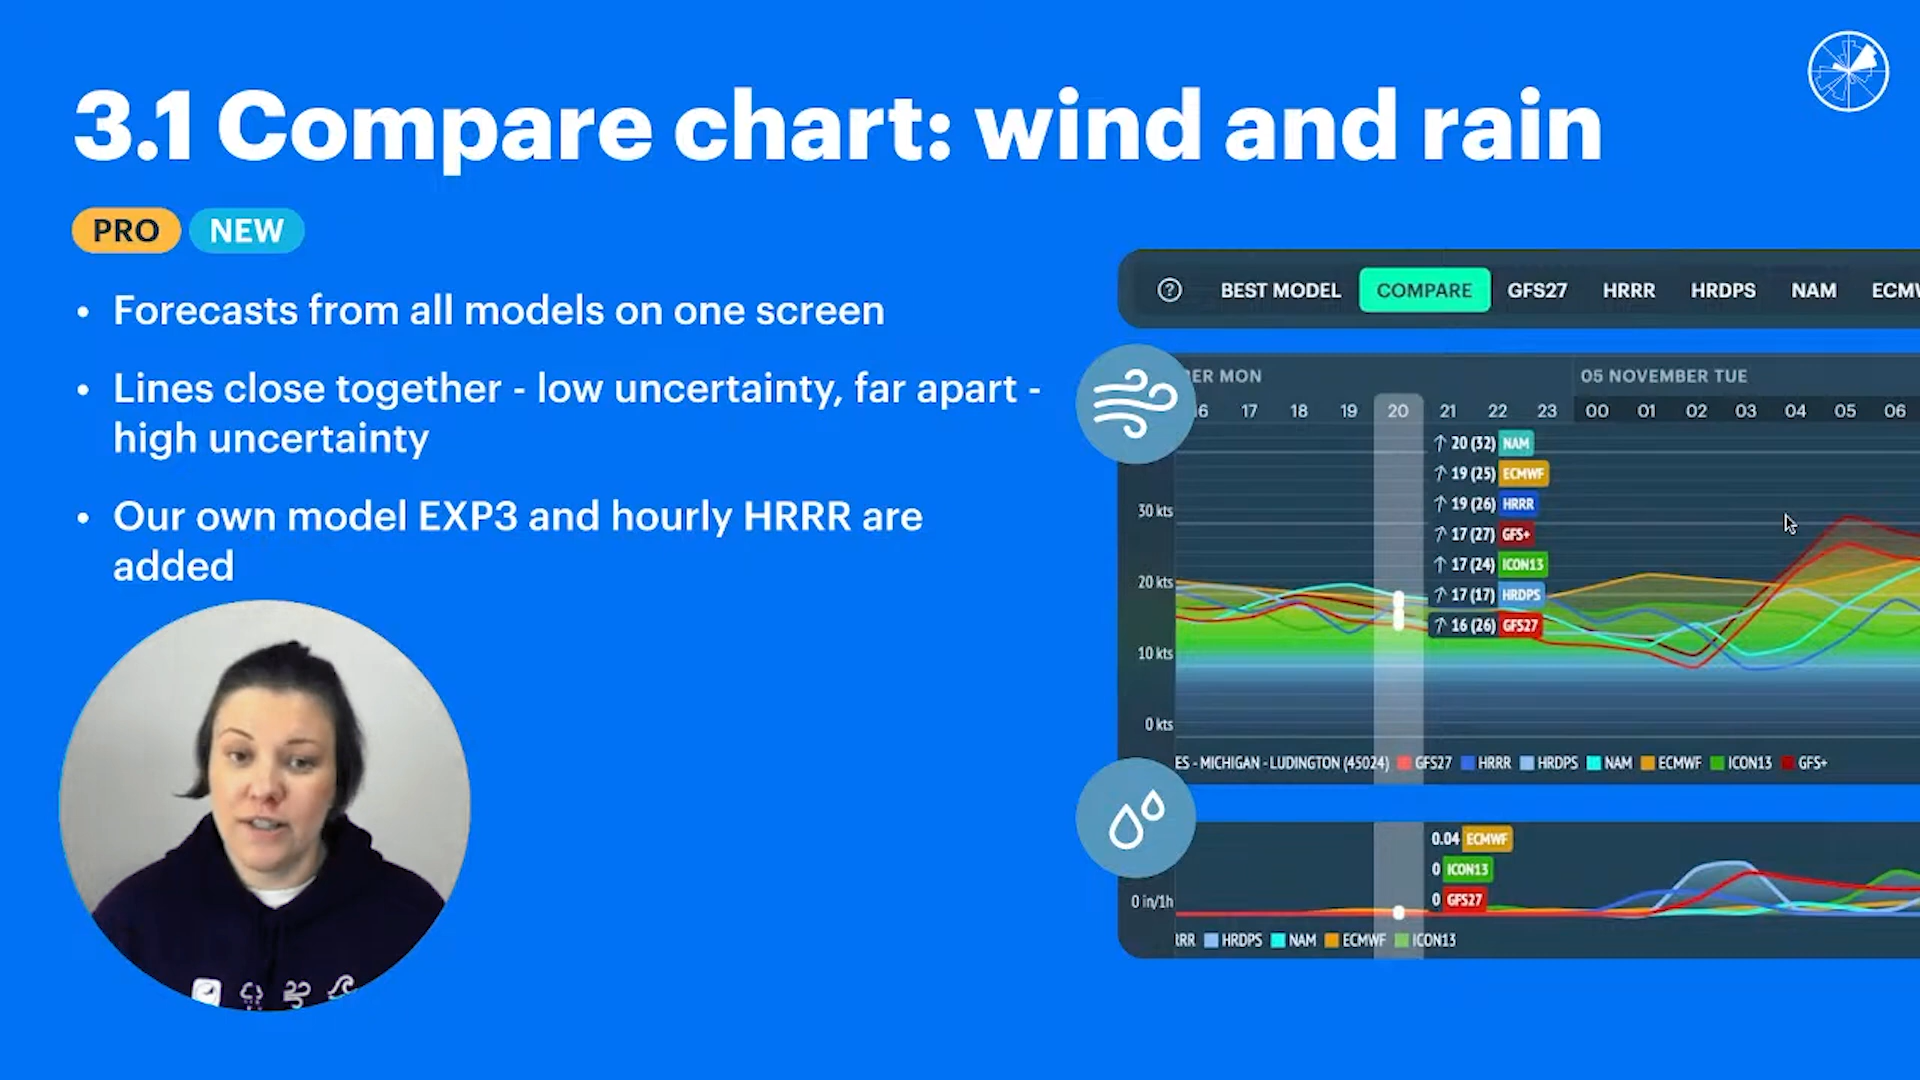 3.1 Compare chart: wind and rain
PRO NEW
• Forecasts from all models on one screen
• Lines close together - low uncertainty, far apart -
high uncertainty
• Our own model EXP3 and hourly HRRR are
added
? BEST MODEL COMPARE GFS27 HRRR HRDPS NAM ECMW
ER MON 05 NOVEMBER TUE
16 17 18 19 20 21 22 23 00 01 02 03 04 05 06
20 (32) NAM
19 (25) ECMWF
19 (26) HRRR
17 (27) GFS+
17 (24) ICON13
17 (17) HRDPS
16 (26) GFS27
30 kts
20 kts
10 kts
0 kts
ES - MICHIGAN - LUDINGTON (45024) GFS27 HRRR HRDPS NAM ECMWF ICON13 GFS+
0.04 ECMWF
0 ICON13
0 GFS27
0 in/1h
RR HRDPS NAM ECMWF ICON13